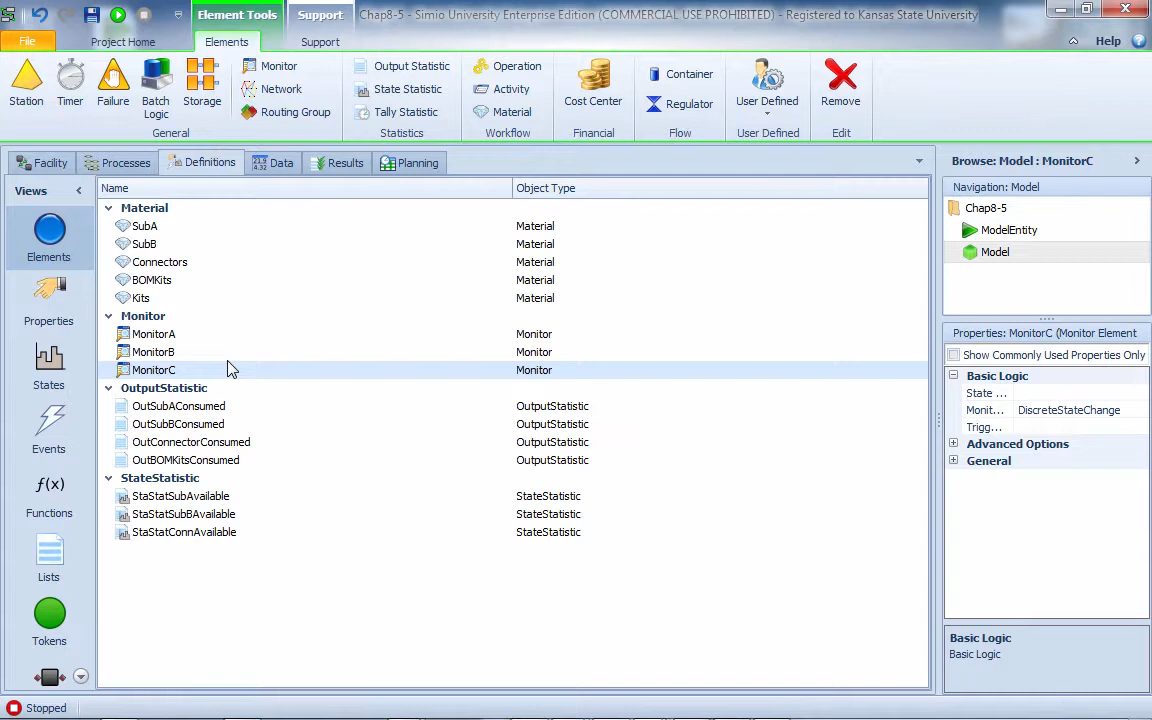 Element Tools
Support
Chap8-5 - Simio University Enterprise Edition (COMMERCIAL USE PROHIBITED) - Registered to Kansas State University
File
Project Home
Elements
Support
Help
Station
Timer
Failure
Batch Logic
Storage
Monitor
Network
Routing Group
General
Output Statistic
State Statistic
Tally Statistic
Statistics
Operation
Activity
Material
Workflow
Cost Center
Financial
Container
Regulator
Flow
User Defined
User Defined
Remove
Edit
Facility
Processes
Definitions
Data
Results
Planning
Views
Elements
Properties
States
Events
f(x)
Functions
Lists
Tokens
Name
Object Type
Material
SubA Material
SubB Material
Connectors Material
BOMKits Material
Kits Material
Monitor
MonitorA Monitor
MonitorB Monitor
MonitorC Monitor
OutputStatistic
OutSubAConsumed OutputStatistic
OutSubBConsumed OutputStatistic
OutConnectorConsumed OutputStatistic
OutBOMKitsConsumed OutputStatistic
StateStatistic
StaStatSubAvailable StateStatistic
StaStatSubBAvailable StateStatistic
StaStatConnAvailable StateStatistic
Browse: Model : MonitorC
Navigation: Model
Chap8-5
ModelEntity
Model
Properties: MonitorC (Monitor Element
Show Commonly Used Properties Only
Basic Logic
State ...
Monit... DiscreteStateChange
Trigg...
Advanced Options
General
Basic Logic
Basic Logic
Stopped